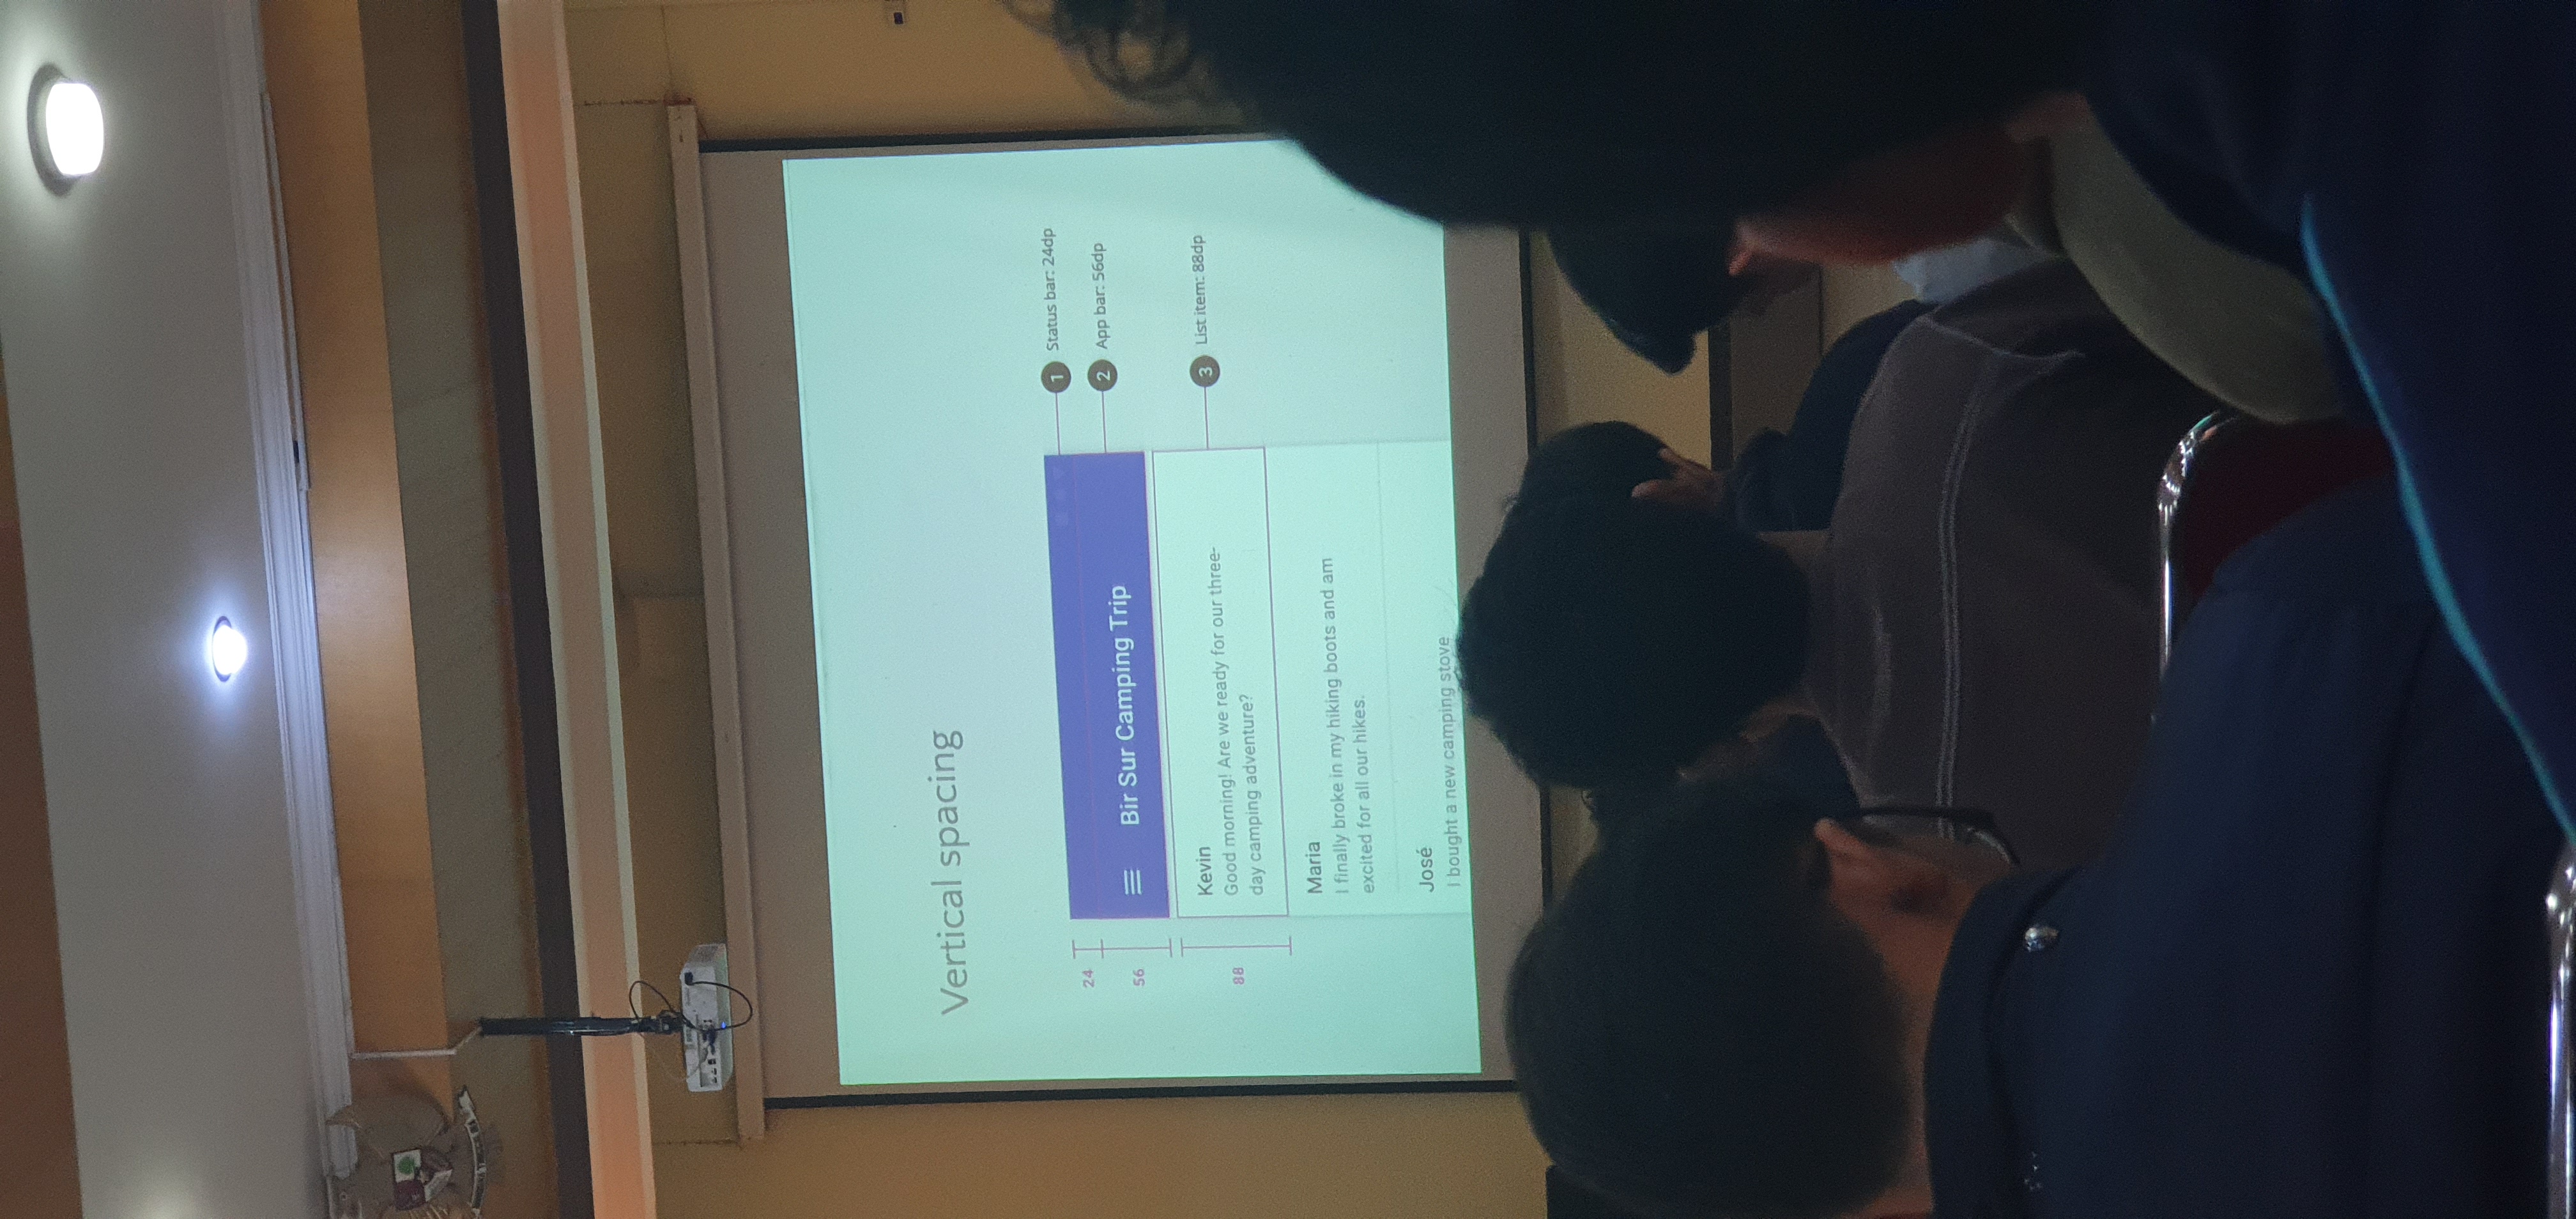 Vertical spacing
24
56
88
Bir Sur Camping Trip
Kevin
Good morning! Are we ready for our three-
day camping adventure?
Maria
I finally broke in my hiking boots and am
excited for all our hikes.
José
I bought a new camping stove
1 Status bar: 24dp
2 App bar: 56dp
3 List item: 88dp